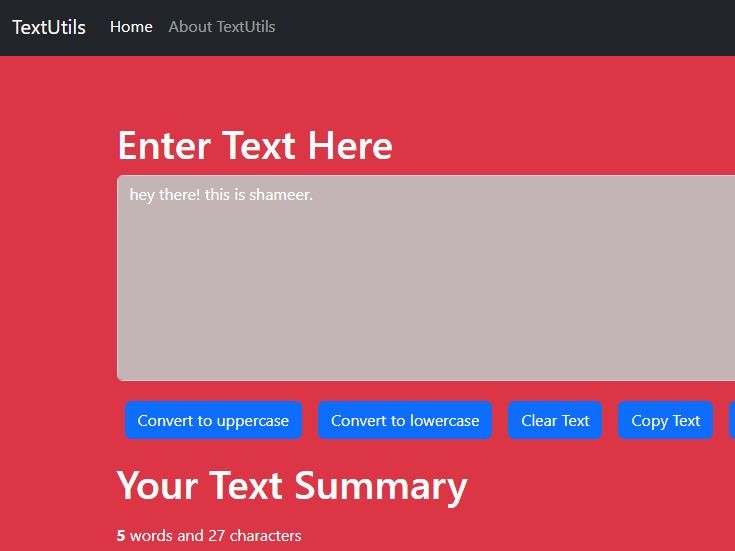 TextUtils Home About TextUtils
Enter Text Here
hey there! this is shameer.
Convert to uppercase Convert to lowercase Clear Text Copy Text
Your Text Summary
5 words and 27 characters